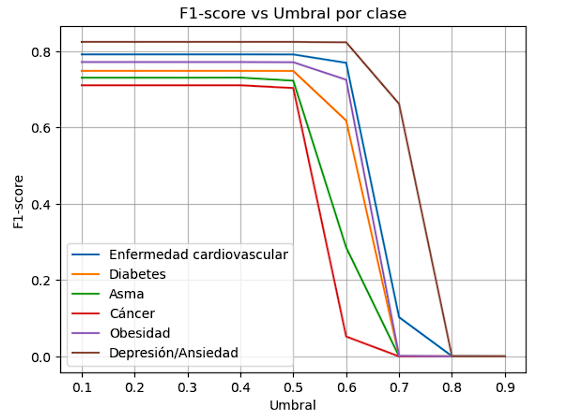 F1-score vs Umbral por clase
F1-score
0.8
0.6
0.4
0.2
0.0
Enfermedad cardiovascular
Diabetes
Asma
Cáncer
Obesidad
Depresión/Ansiedad
0.1 0.2 0.3 0.4 0.5 0.6 0.7 0.8 0.9
Umbral